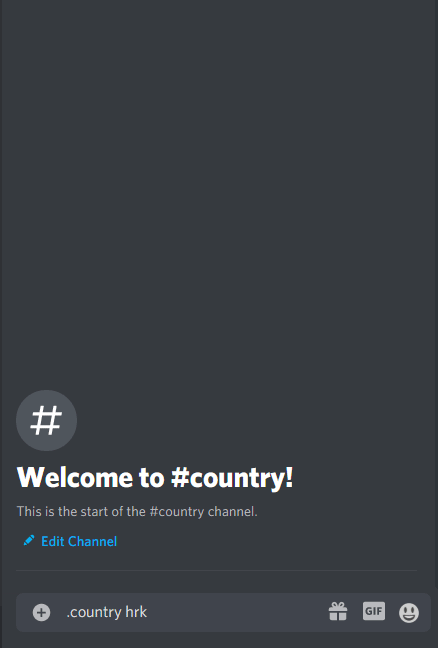 Welcome to #country!
This is the start of the #country channel.
Edit Channel
.country hrk
GIF